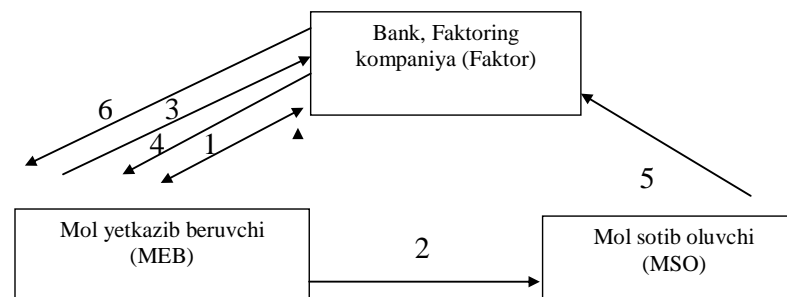 Bank, Faktoring
kompaniya (Faktor)
6
3
4
1
5
Mol yetkazib beruvchi
(MEB)
2
Mol sotib oluvchi
(MSO)